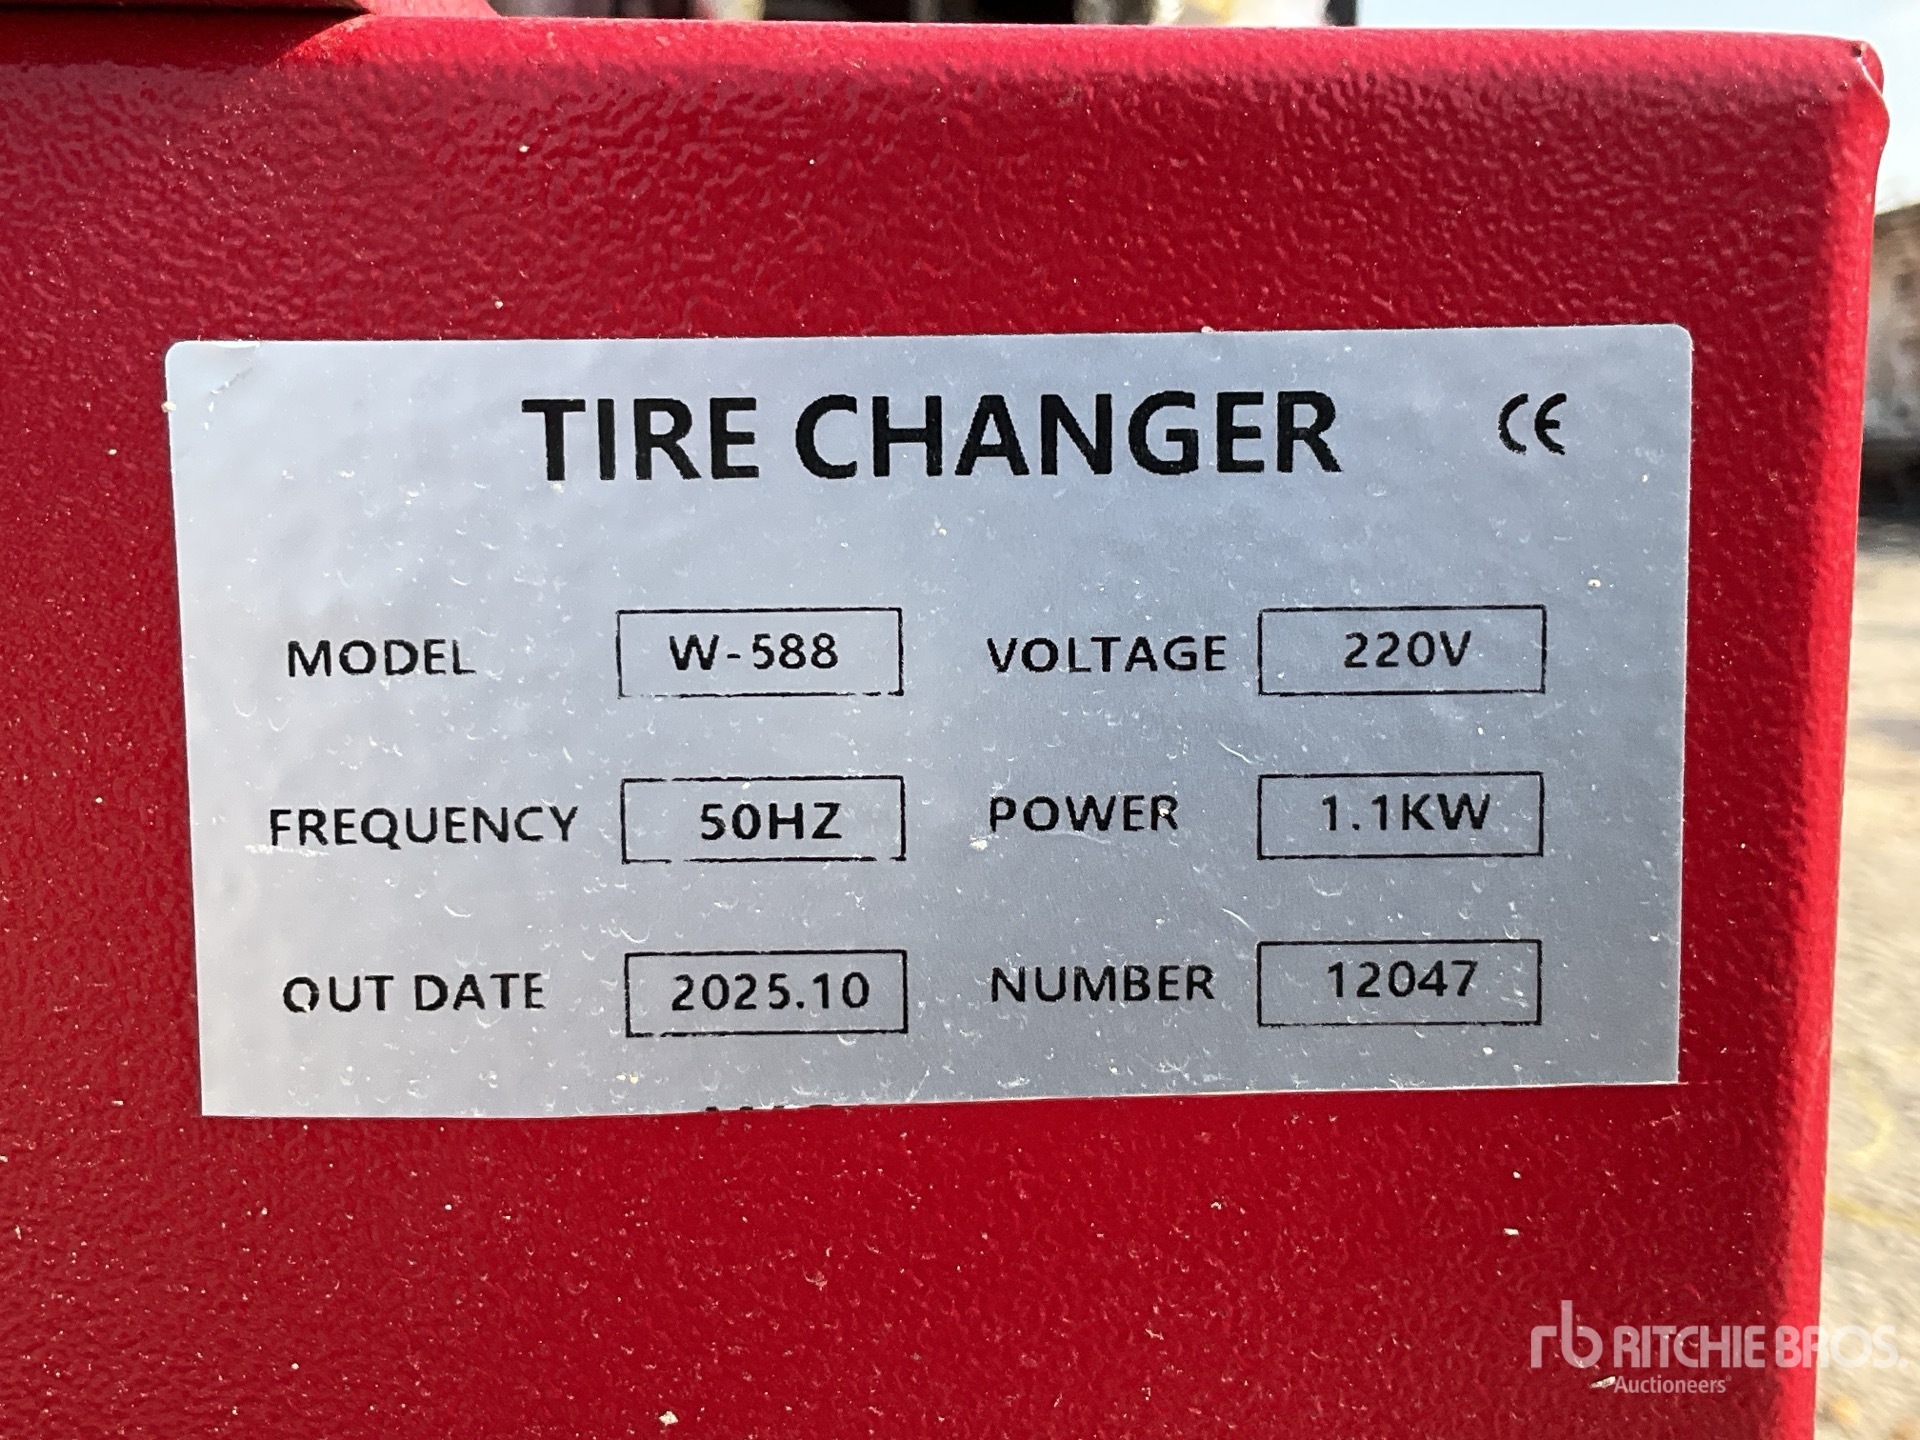 TIRE CHANGER CE
MODEL W-588 VOLTAGE 220V
FREQUENCY 50HZ POWER 1.1KW
OUT DATE 2025.10 NUMBER 12047
rb RITCHIE BROS.
Auctioneers